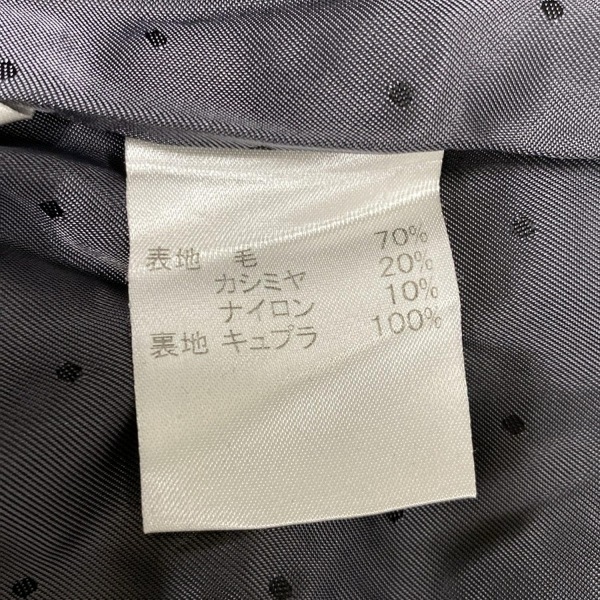 表地 毛 70%
カシミヤ 20%
ナイロン 10%
裏地 キュプラ 100%